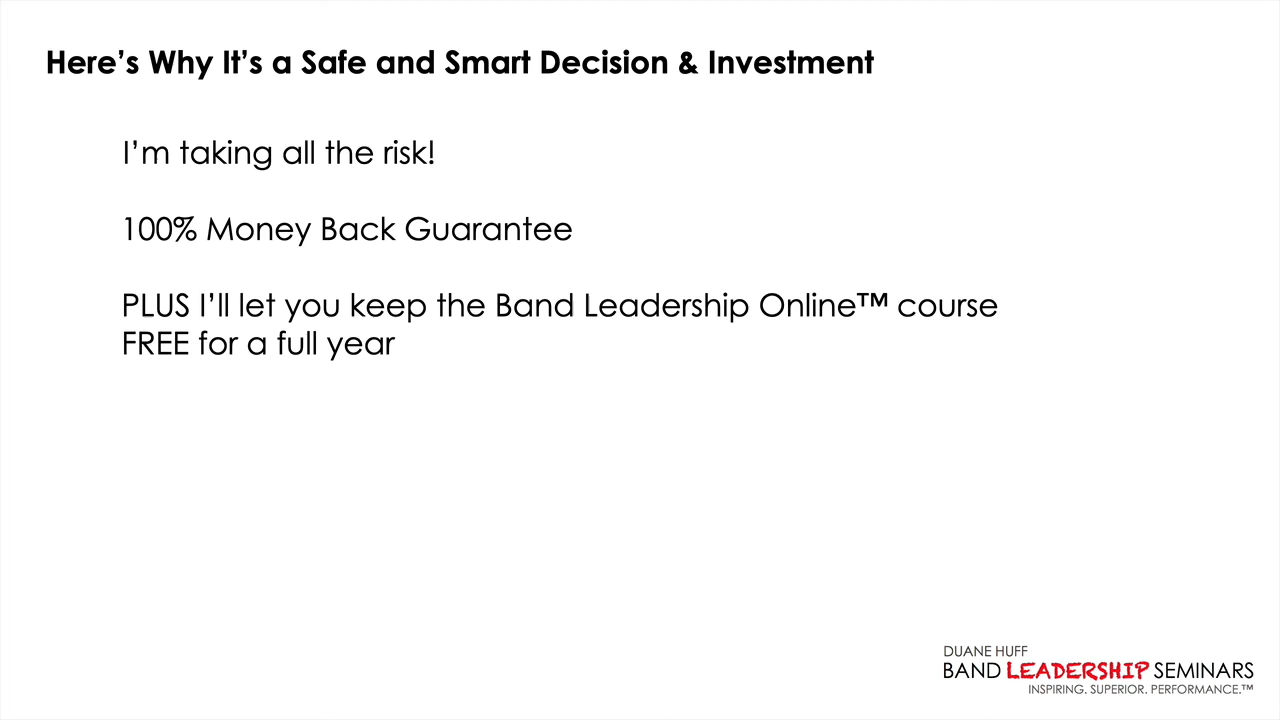 Here’s Why It’s a Safe and Smart Decision & Investment
I’m taking all the risk!
100% Money Back Guarantee
PLUS I’ll let you keep the Band Leadership Online™ course
FREE for a full year
DUANE HUFF
BAND LEADERSHIP SEMINARS
INSPIRING. SUPERIOR. PERFORMANCE.™